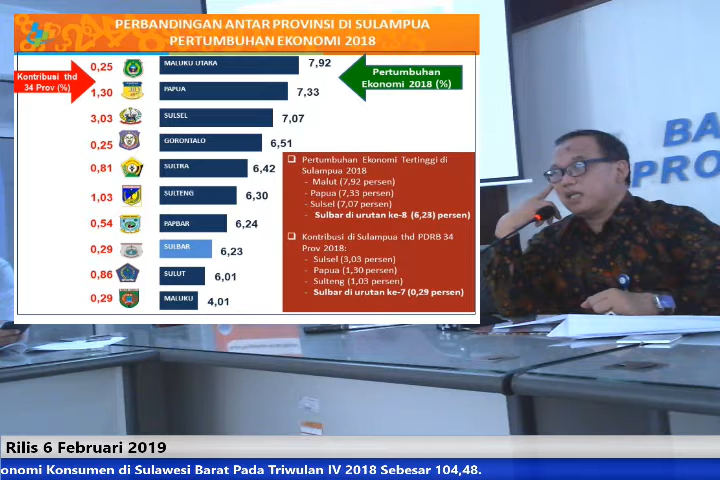 PERBANDINGAN ANTAR PROVINSI DI SULAMPUA
PERTUMBUHAN EKONOMI 2018
Kontribusi thd
34 Prov (%)
Pertumbuhan
Ekonomi 2018 (%)
0,25 MALUKU UTARA 7,92
1,30 PAPUA 7,33
3,03 SULSEL 7,07
0,25 GORONTALO 6,51
0,81 SULTRA 6,42
1,03 SULTENG 6,30
0,54 PAPBAR 6,24
0,29 SULBAR 6,23
0,86 SULUT 6,01
0,29 MALUKU 4,01
Pertumbuhan Ekonomi Tertinggi di
Sulampua 2018
- Malut (7,92 persen)
- Papua (7,33 persen)
- Sulsel (7,07 persen)
- Sulbar di urutan ke-8 (6,23) persen)
Kontribusi di Sulampua thd PDRB 34
Prov 2018:
- Sulsel (3,03 persen)
- Papua (1,30 persen)
- Sulteng (1,03 persen)
- Sulbar di urutan ke-7 (0,29 persen)
BA
PRO
Rilis 6 Februari 2019
onomi Konsumen di Sulawesi Barat Pada Triwulan IV 2018 Sebesar 104,48.